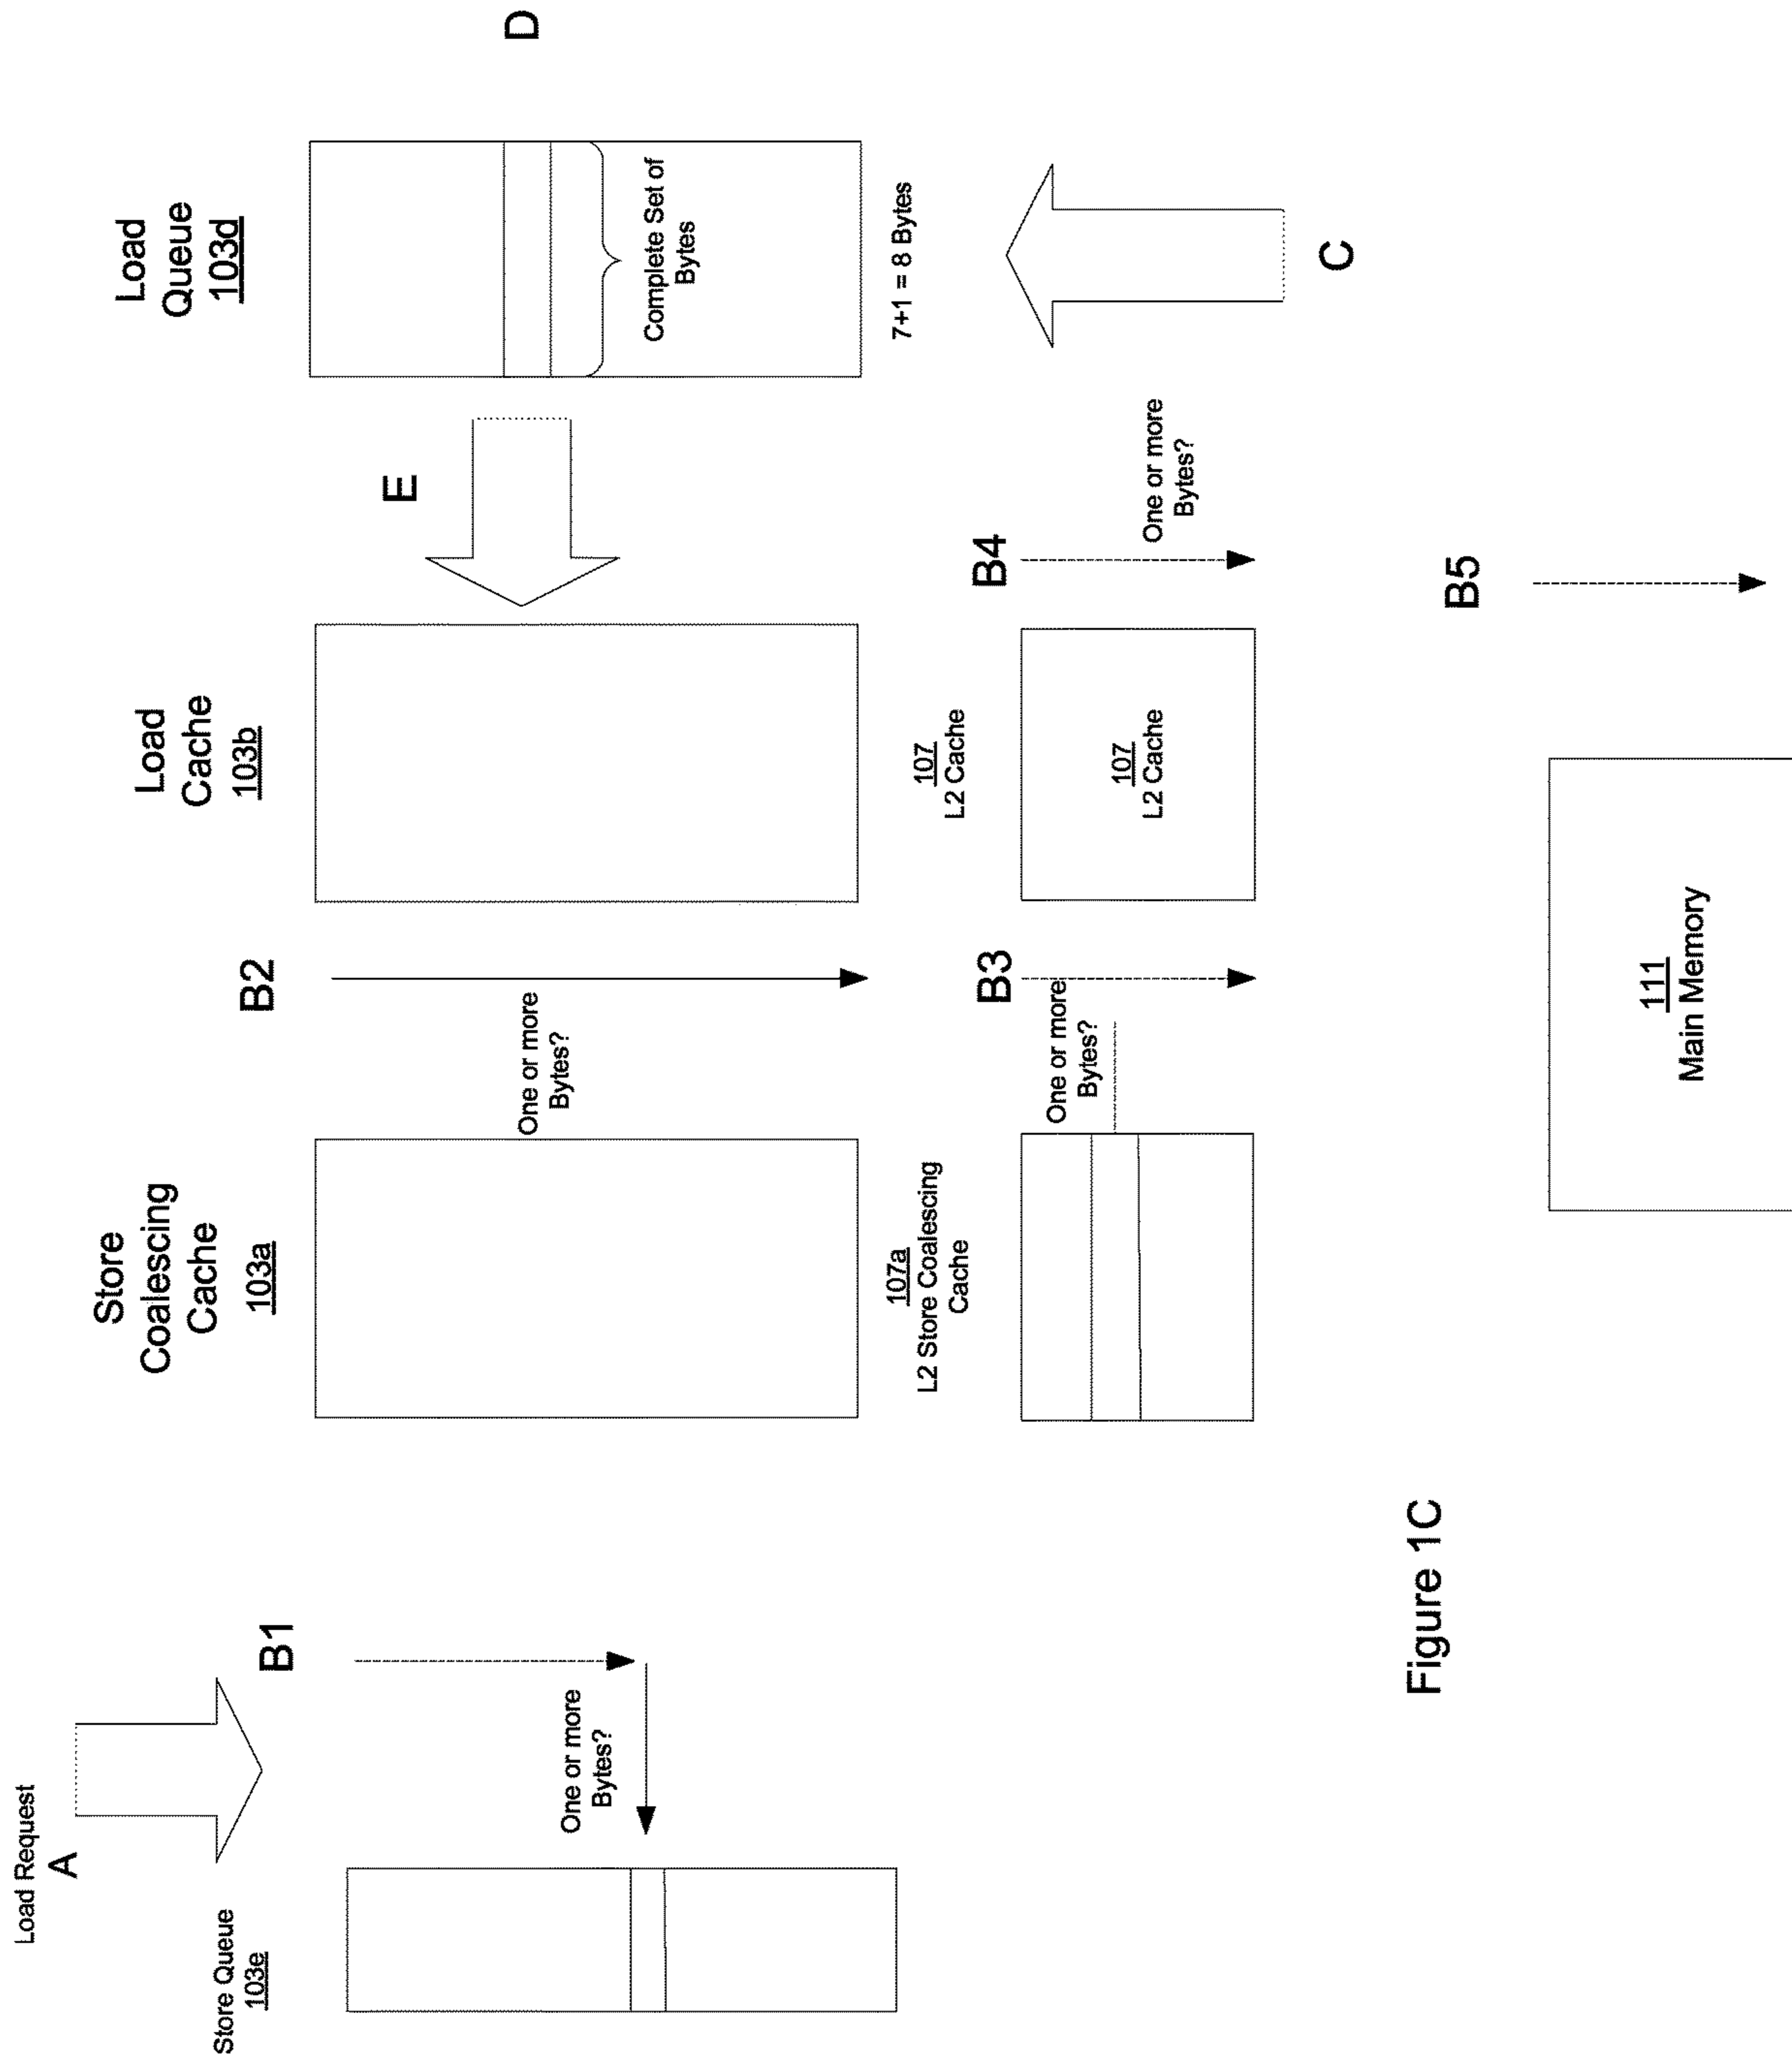 Load Request
A
Store Queue
103e
B1
One or more
Bytes?
Store
Coalescing
Cache
103a
B2
One or more
Bytes?
Load
Cache
103b
E
Load
Queue
103d
D
Complete Set of
Bytes
7+1 = 8 Bytes
107a
L2 Store Coalescing
Cache
B3
One or more
Bytes?
107
L2 Cache
107
L2 Cache
B4
One or more
Bytes?
C
Figure 1C
B5
111
Main Memory